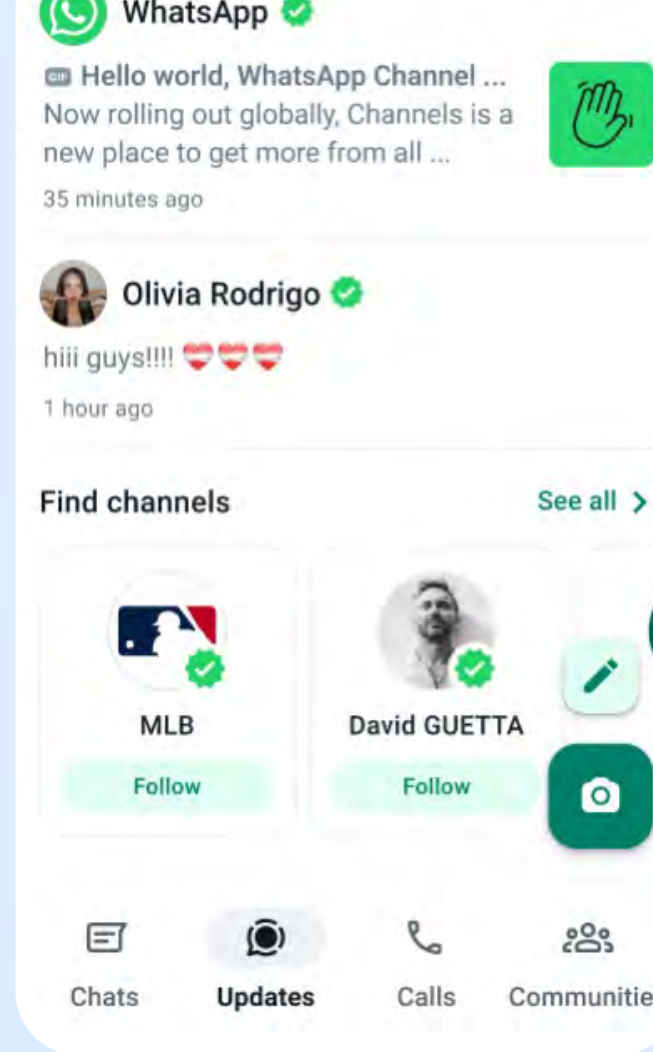 WhatsApp
GIF Hello world, WhatsApp Channel ...
Now rolling out globally, Channels is a
new place to get more from all ...
35 minutes ago
Olivia Rodrigo
hiii guys!!!!
1 hour ago
Find channels
See all
MLB
David GUETTA
Follow
Follow
Chats
Updates
Calls
Communitie